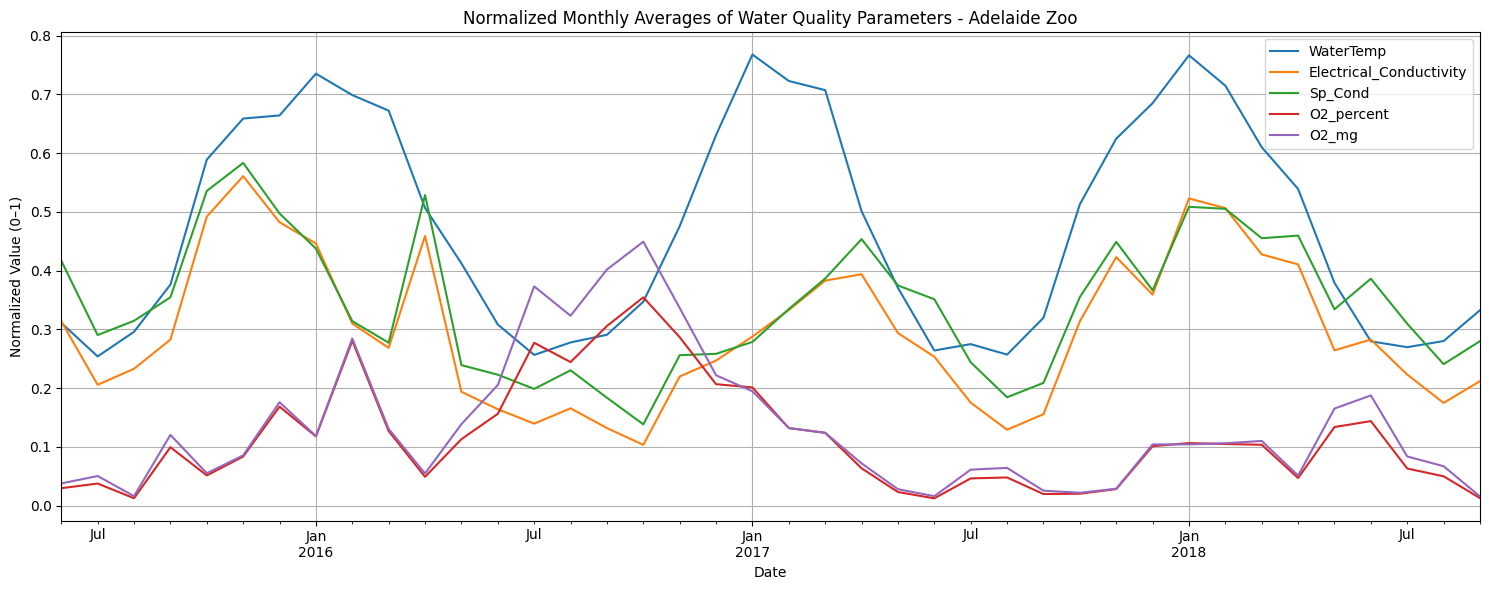 Normalized Monthly Averages of Water Quality Parameters - Adelaide Zoo
WaterTemp
Electrical_Conductivity
Sp_Cond
O2_percent
O2_mg
Normalized Value (0–1)
0.8
0.7
0.6
0.5
0.4
0.3
0.2
0.1
0.0
Jul
Jan
2016
Jul
Jan
2017
Jul
Jan
2018
Jul
Date